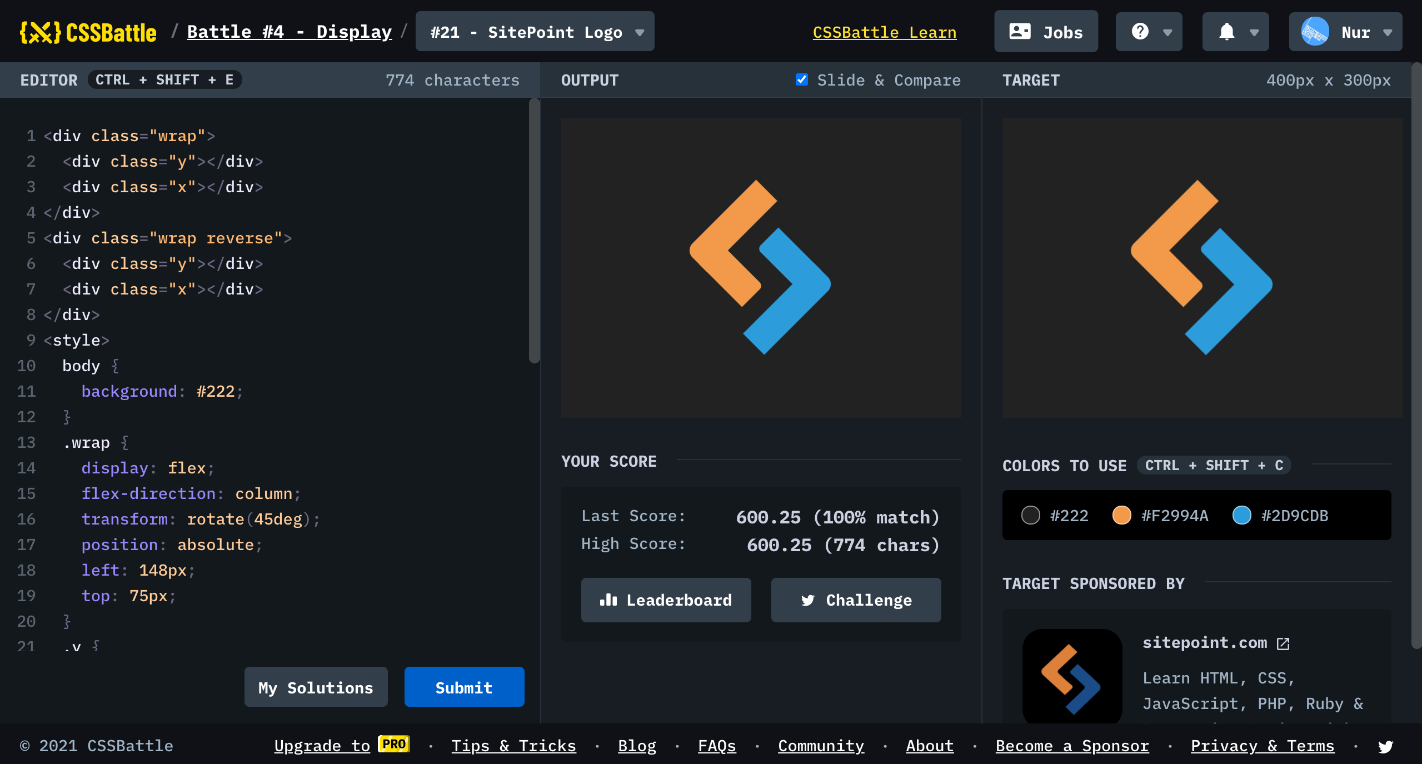 {X} CSSBattle / Battle #4 - Display / #21 - SitePoint Logo CSSBattle Learn Jobs Nur
EDITOR CTRL + SHIFT + E 774 characters
1 <div class="wrap">
2 <div class="y"></div>
3 <div class="x"></div>
4 </div>
5 <div class="wrap reverse">
6 <div class="y"></div>
7 <div class="x"></div>
8 </div>
9 <style>
10 body {
11 background: #222;
12 }
13 .wrap {
14 display: flex;
15 flex-direction: column;
16 transform: rotate(45deg);
17 position: absolute;
18 left: 148px;
19 top: 75px;
20 }
21 .y {
My Solutions Submit
OUTPUT Slide & Compare
YOUR SCORE
Last Score: 600.25 (100% match)
High Score: 600.25 (774 chars)
Leaderboard Challenge
TARGET 400px x 300px
COLORS TO USE CTRL + SHIFT + C
#222 #F2994A #2D9CDB
TARGET SPONSORED BY
sitepoint.com
Learn HTML, CSS,
JavaScript, PHP, Ruby &
© 2021 CSSBattle Upgrade to PRO · Tips & Tricks · Blog · FAQs · Community · About · Become a Sponsor · Privacy & Terms ·